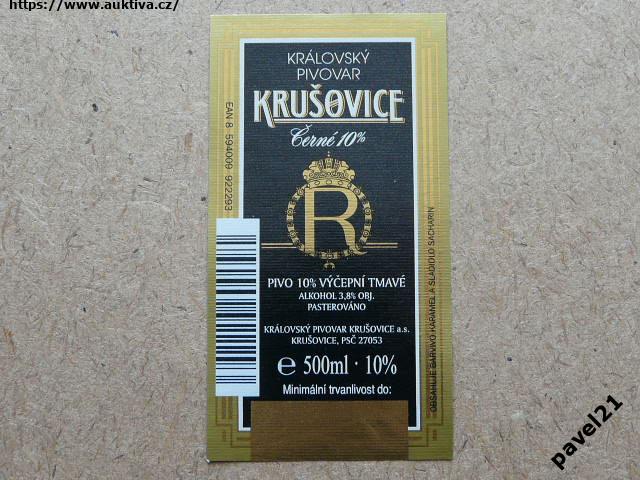 https://www.auktiva.cz/
KRÁLOVSKÝ
PIVOVAR
KRUŠOVICE
Černé 10%
R
PIVO 10% VÝČEPNÍ TMAVÉ
ALKOHOL 3,8% OBJ.
PASTEROVÁNO
KRÁLOVSKÝ PIVOVAR KRUŠOVICE a.s.
KRUŠOVICE, PSČ 27053
e 500ml · 10%
Minimální trvanlivost do:
EAN 8 594009 922293
OBSAHUJE BARVIVO KARAMEL A SLADIDLO SACHARIN
pavel21